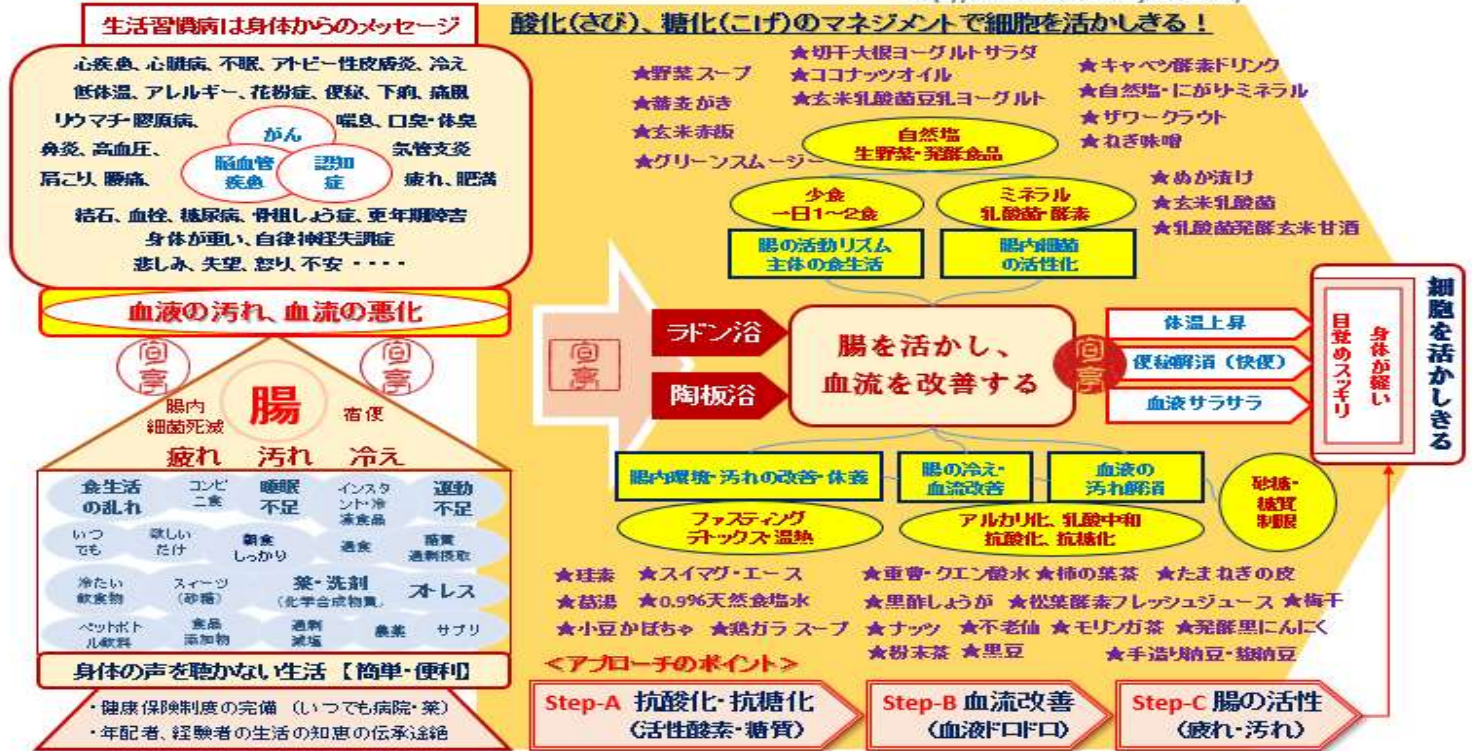 生活習慣病は身体からのメッセージ
心疾患、心臓病、不眠、アトピー性皮膚炎、冷え
低体温、アレルギー、花粉症、便秘、下痢、痛風
リウマチ・膠原病、
喘息、口臭・体臭
がん
鼻炎、高血圧、
気管支炎
脳血管
疾患
認知
症
肩こり、腰痛、
疲れ、肥満
結石、血栓、糖尿病、骨粗しょう症、更年期障害
身体が重い、自律神経失調症
悲しみ、失望、怒り、不安・・・・
血液の汚れ、血流の悪化
宣
亭
宣
亭
腸内
細菌死滅
腸
宿便
疲れ 汚れ 冷え
食生活
の乱れ
コンビ
ニ食
睡眠
不足
インスタ
ント・冷
凍食品
運動
不足
いつ
でも
欲しい
だけ
朝食
しっかり
過食
糖質
過剰摂取
冷たい
飲食物
スィーツ
(砂糖)
薬・洗剤
(化学合成物質)
ストレス
ペットボト
ル飲料
食品
添加物
過剰
減塩
農薬
サプリ
身体の声を聴かない生活【簡単・便利】
・健康保険制度の完備（いつでも病院・薬）
・年配者、経験者の生活の知恵の伝承途絶
酸化(さび)、糖化(こげ)のマネジメントで細胞を活かしきる！
★野菜スープ
★蕎麦がき
★玄米赤飯
★グリーンスムージー
★切干大根ヨーグルトサラダ
★ココナッツオイル
★玄米乳酸菌豆乳ヨーグルト
★キャベツ酵素ドリンク
★自然塩・にがり・ミネラル
★ザワークラウト
★ねぎ味噌
★ぬか漬け
★玄米乳酸菌
★乳酸菌発酵玄米甘酒
自然塩
生野菜・発酵食品
少食
一日1～2食
ミネラル
乳酸菌・酵素
腸の活動リズム
主体の食生活
腸内細菌
の活性化
宣
亭
ラドン浴
陶板浴
腸を活かし、
血流を改善する
宣
亭
体温上昇
便秘解消（快便）
血液サラサラ
身体が軽い
目覚めスッキリ
細胞を活かしきる
腸内環境・汚れの改善・休養
腸の冷え・
血流改善
血液の
汚れ解消
砂糖・
糖質
制限
ファスティング
デトックス・温熱
アルカリ化、乳酸中和
抗酸化、抗糖化
★珪素 ★スイマグ・エース
★葛湯 ★0.9%天然食塩水
★小豆かぼちゃ ★鶏ガラスープ
★重曹・クエン酸水 ★柿の葉茶 ★たまねぎの皮
★黒酢しょうが ★松葉酵素フレッシュジュース ★梅干
★ナッツ ★不老仙 ★モリンガ茶 ★発酵黒にんにく
★粉末茶 ★黒豆 ★手造り納豆・麹納豆
＜アプローチのポイント＞
Step-A 抗酸化・抗糖化
(活性酸素・糖質)
Step-B 血流改善
(血液ドロドロ)
Step-C 腸の活性
(疲れ・汚れ)